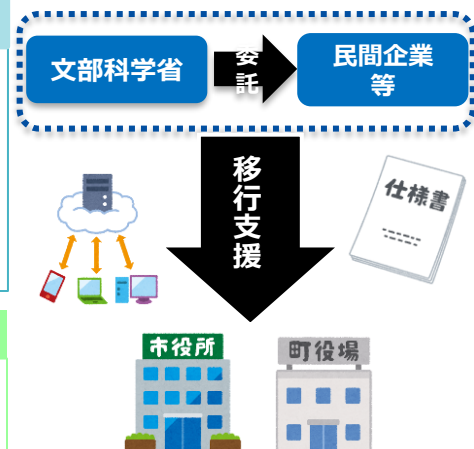 文部科学省
委
託
民間企業
等
移行支援
仕様書
市役所
町役場